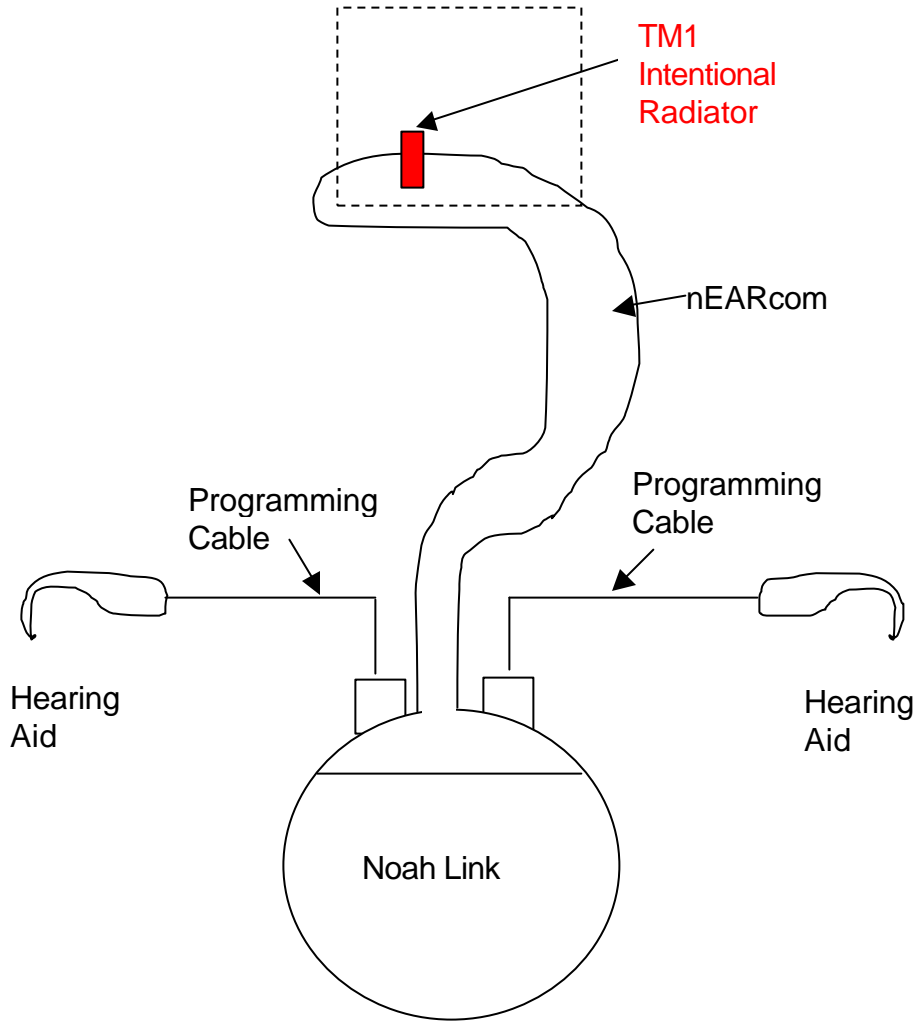 TM1
Intentional
Radiator
nEARcom
Programming
Cable
Programming
Cable
Hearing
Aid
Hearing
Aid
Noah Link